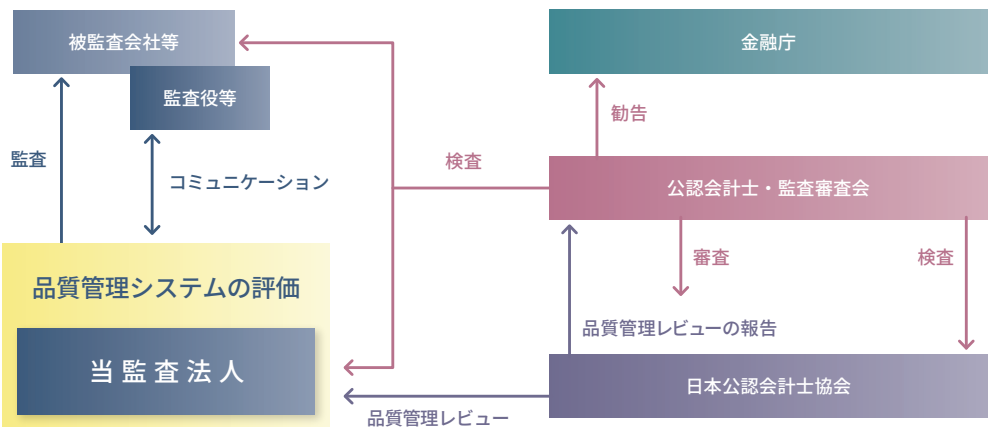 被監査会社等
金融庁
監査役等
勧告
監査
検査
コミュニケーション
公認会計士・監査審査会
審査
検査
品質管理システムの評価
品質管理レビューの報告
当監査法人
日本公認会計士協会
品質管理レビュー